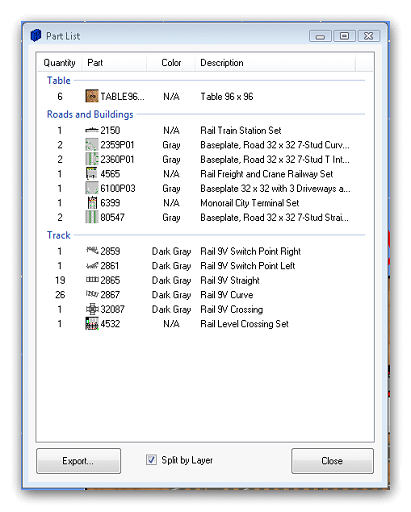 Part List
Quantity Part Color Description
Table
6 TABLE96... N/A Table 96 x 96
Roads and Buildings
1 2150 N/A Rail Train Station Set
2 2359P01 Gray Baseplate, Road 32 x 32 7-Stud Curv...
2 2360P01 Gray Baseplate, Road 32 x 32 7-Stud T Int...
1 4565 N/A Rail Freight and Crane Railway Set
1 6100P03 Gray Baseplate 32 x 32 with 3 Driveways a...
1 6399 N/A Monorail City Terminal Set
2 80547 Gray Baseplate, Road 32 x 32 7-Stud Strai...
Track
1 2859 Dark Gray Rail 9V Switch Point Right
1 2861 Dark Gray Rail 9V Switch Point Left
19 2865 Dark Gray Rail 9V Straight
26 2867 Dark Gray Rail 9V Curve
1 32087 Dark Gray Rail 9V Crossing
1 4532 N/A Rail Level Crossing Set
Export... Split by Layer Close